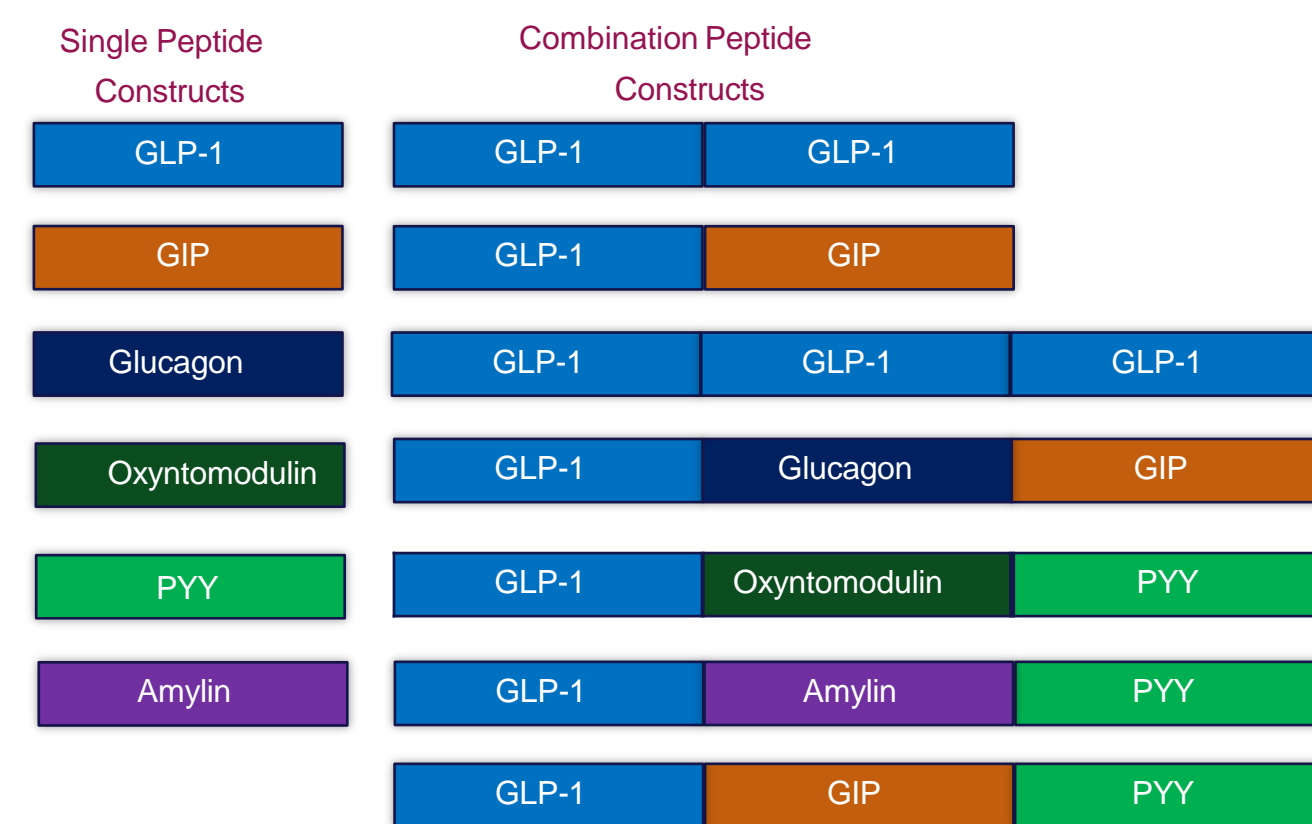 Single Peptide
Constructs
Combination Peptide
Constructs
GLP-1
GLP-1 GLP-1
GIP
GLP-1 GIP
Glucagon
GLP-1 GLP-1 GLP-1
Oxyntomodulin
GLP-1 Glucagon GIP
PYY
GLP-1 Oxyntomodulin PYY
Amylin
GLP-1 Amylin PYY
GLP-1 GIP PYY